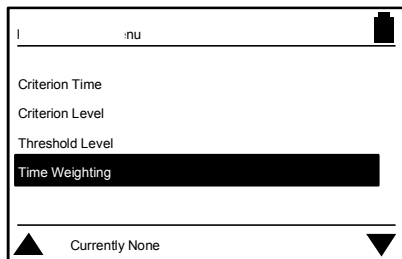 Criterion Time
Criterion Level
Threshold Level
Time Weighting
Currently None